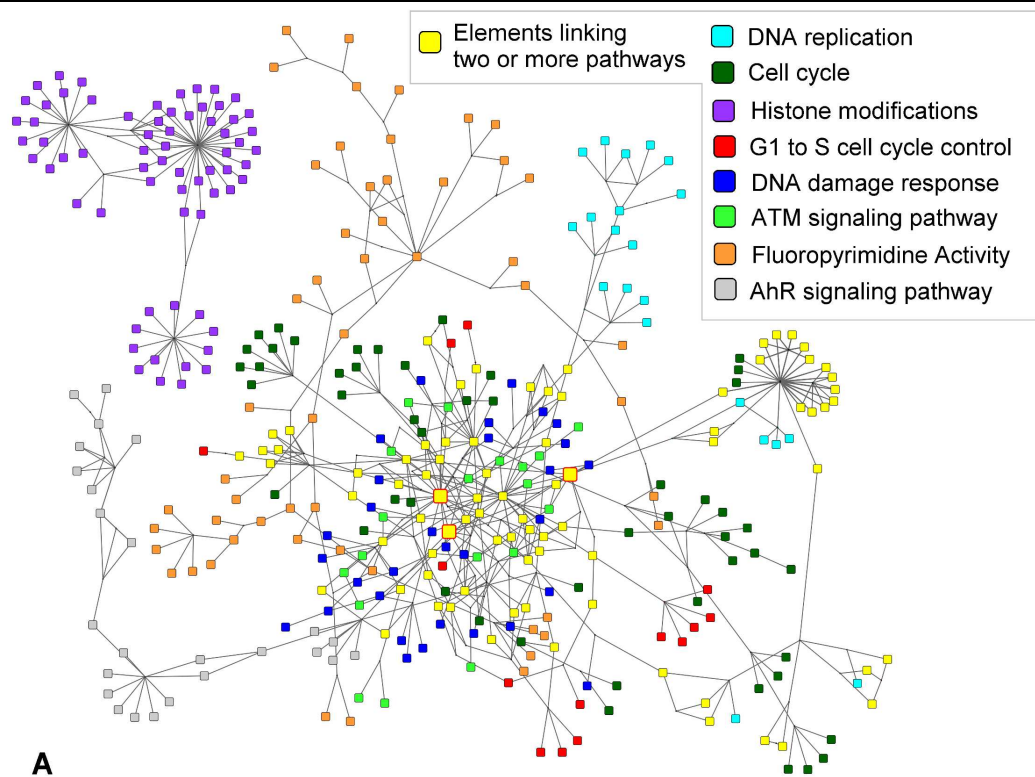 Elements linking
two or more pathways
DNA replication
Cell cycle
Histone modifications
G1 to S cell cycle control
DNA damage response
ATM signaling pathway
Fluoropyrimidine Activity
AhR signaling pathway
A